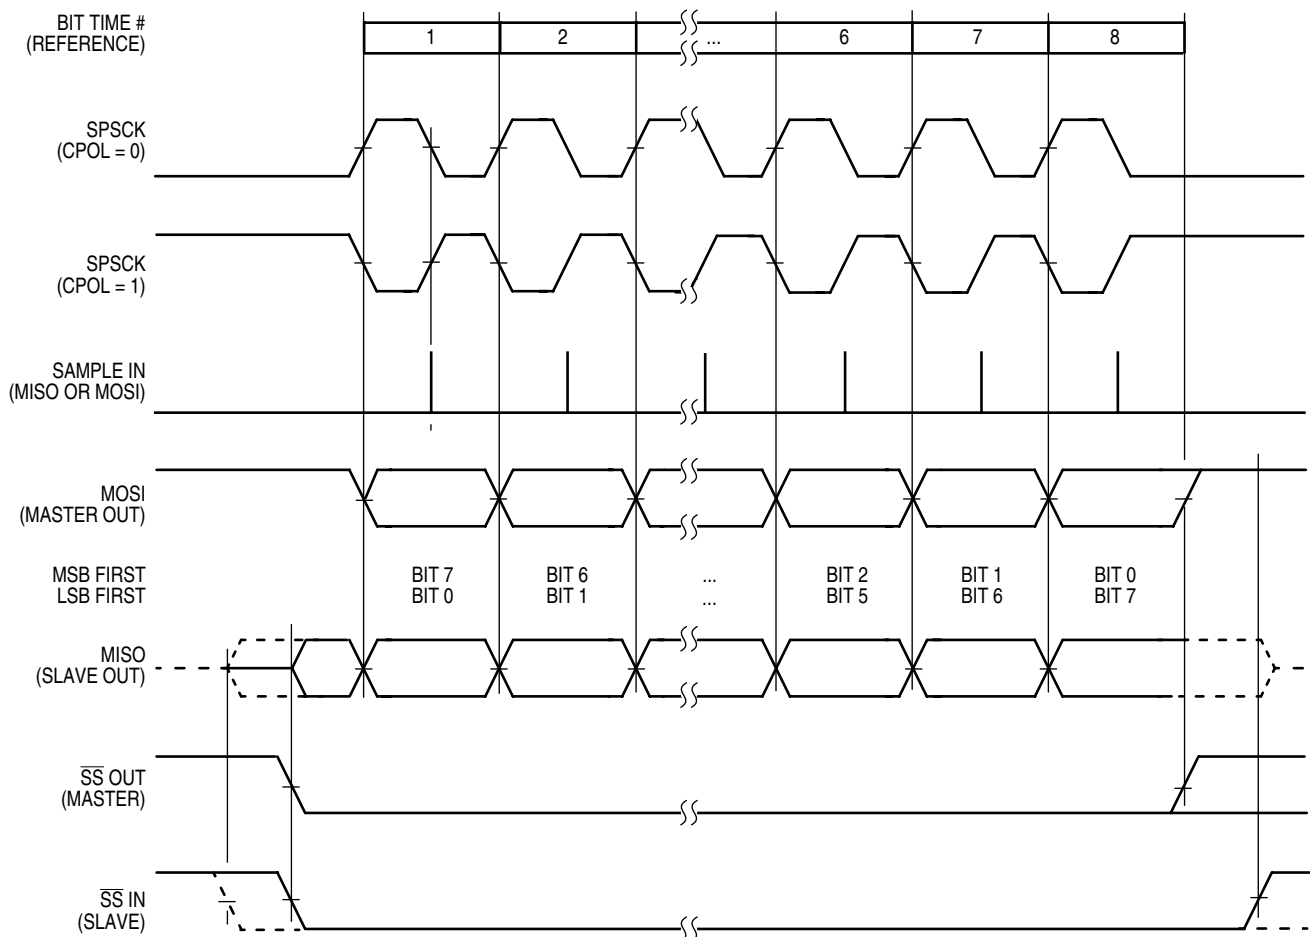 BIT TIME #
(REFERENCE)
1 2 ... 6 7 8
SPSCK
(CPOL = 0)
SPSCK
(CPOL = 1)
SAMPLE IN
(MISO OR MOSI)
MOSI
(MASTER OUT)
MSB FIRST BIT 7 BIT 6 ... BIT 2 BIT 1 BIT 0
LSB FIRST BIT 0 BIT 1 ... BIT 5 BIT 6 BIT 7
MISO
(SLAVE OUT)
SS OUT
(MASTER)
SS IN
(SLAVE)